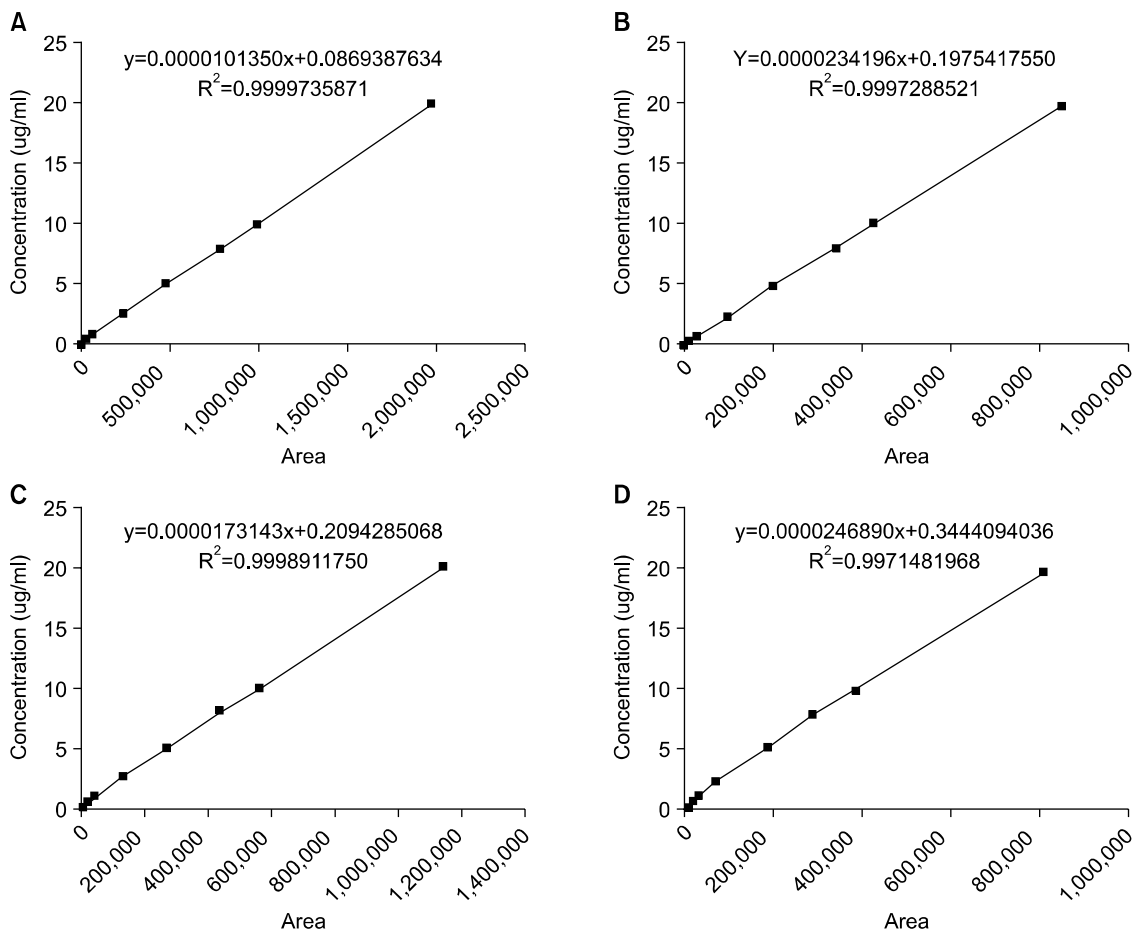 A
y=0.0000101350x+0.0869387634
R²=0.9999735871
Concentration (ug/ml)
25
20
15
10
5
0
0
500,000
1,000,000
1,500,000
2,000,000
2,500,000
Area
B
Y=0.0000234196x+0.1975417550
R²=0.9997288521
Concentration (ug/ml)
25
20
15
10
5
0
0
200,000
400,000
600,000
800,000
1,000,000
Area
C
y=0.0000173143x+0.2094285068
R²=0.9998911750
Concentration (ug/ml)
25
20
15
10
5
0
0
200,000
400,000
600,000
800,000
1,000,000
1,200,000
1,400,000
Area
D
y=0.0000246890x+0.3444094036
R²=0.9971481968
Concentration (ug/ml)
25
20
15
10
5
0
0
200,000
400,000
600,000
800,000
1,000,000
Area